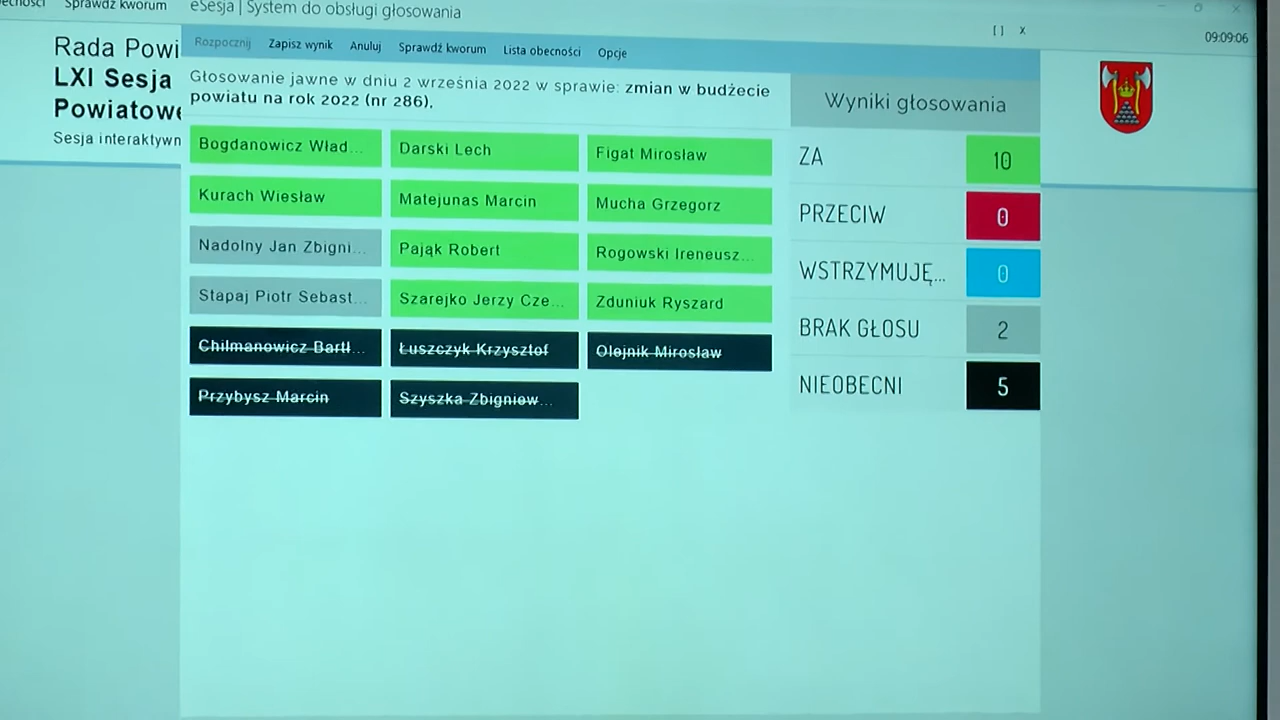 Sprawdź kworum
eSesja | System do obsługi głosowania
[ ] x
09:09:06
Rada Powi
LXI Sesja
Powiatowe
Sesja interaktywn
Rozpocznij Zapisz wynik Anuluj Sprawdź kworum Lista obecności Opcje
Głosowanie jawne w dniu 2 września 2022 w sprawie: zmian w budżecie
powiatu na rok 2022 (nr 286).
Wyniki głosowania
Bogdanowicz Wład... Darski Lech Figat Mirosław
Kurach Wiesław Matejunas Marcin Mucha Grzegorz
Nadolny Jan Zbigni... Pająk Robert Rogowski Ireneusz...
Stapaj Piotr Sebast... Szarejko Jerzy Cze... Zduniuk Ryszard
Chilmanowicz Bartł... Łuszczyk Krzysztof Olejnik Mirosław
Przybysz Marcin Szyszka Zbigniew...
ZA 10
PRZECIW 0
WSTRZYMUJĘ... 0
BRAK GŁOSU 2
NIEOBECNI 5